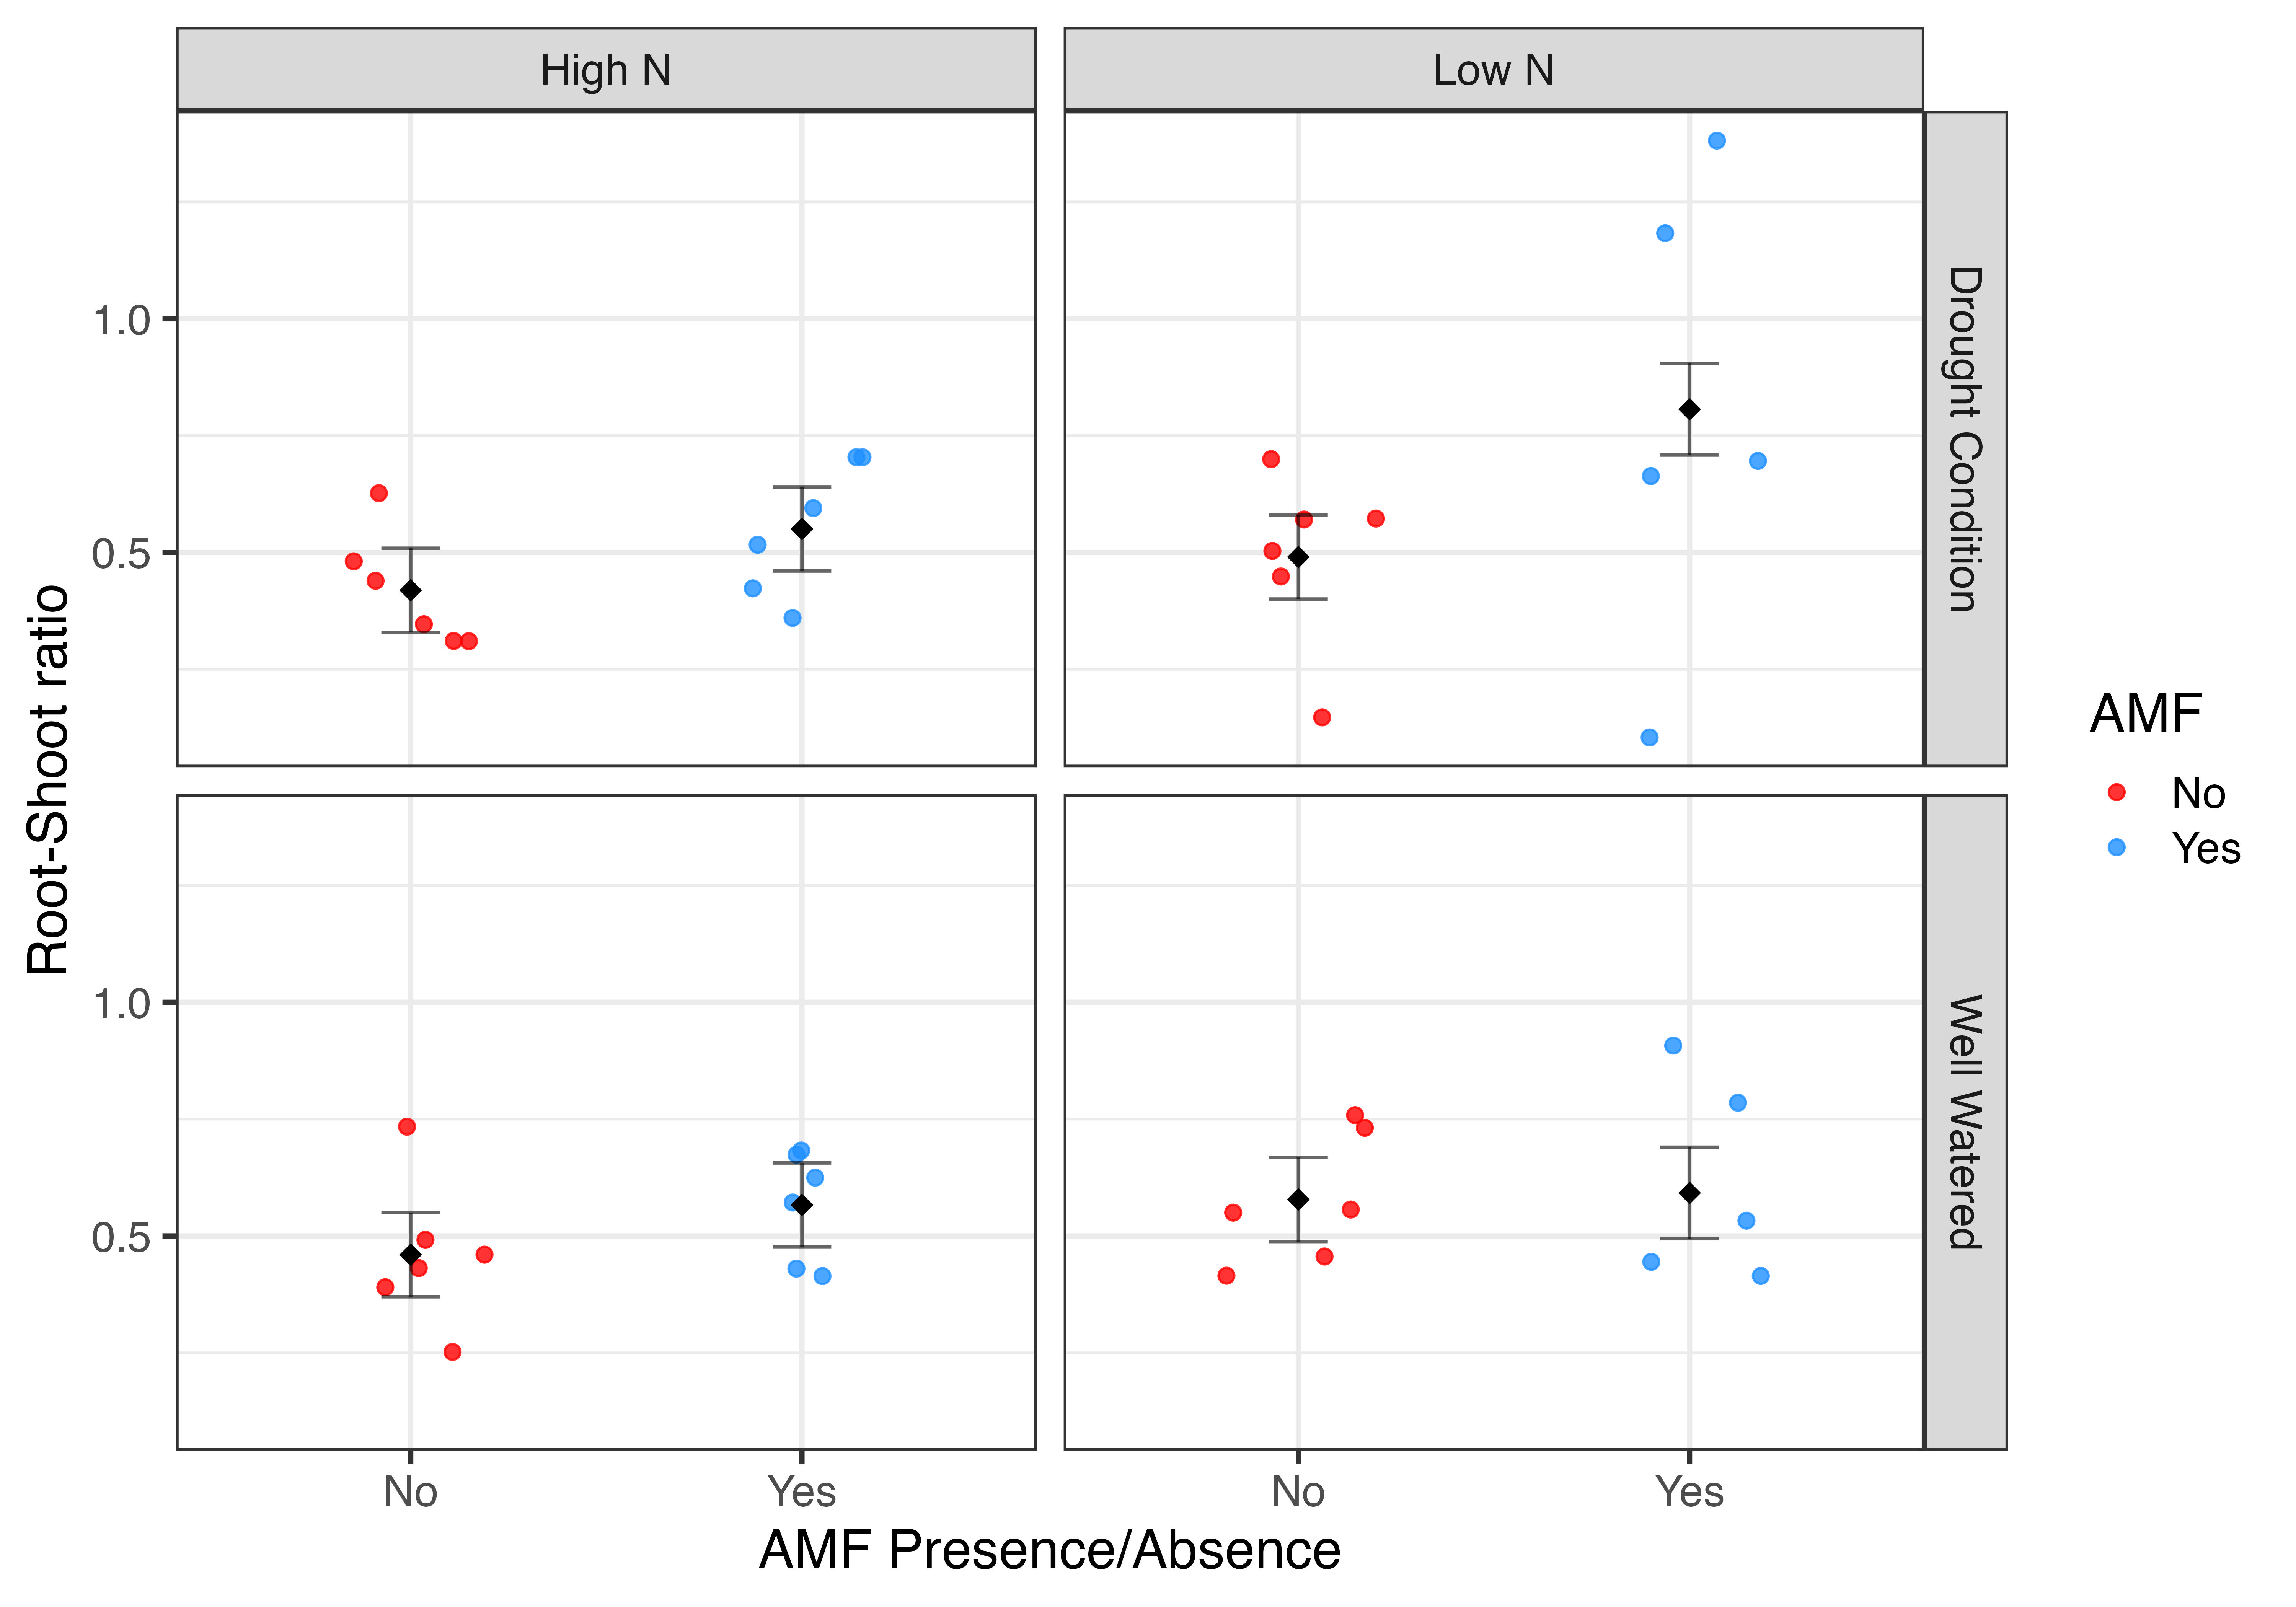 High N
Low N
Drought Condition
Well Watered
Root-Shoot ratio
1.0
0.5
1.0
0.5
No
Yes
No
Yes
AMF Presence/Absence
AMF
No
Yes